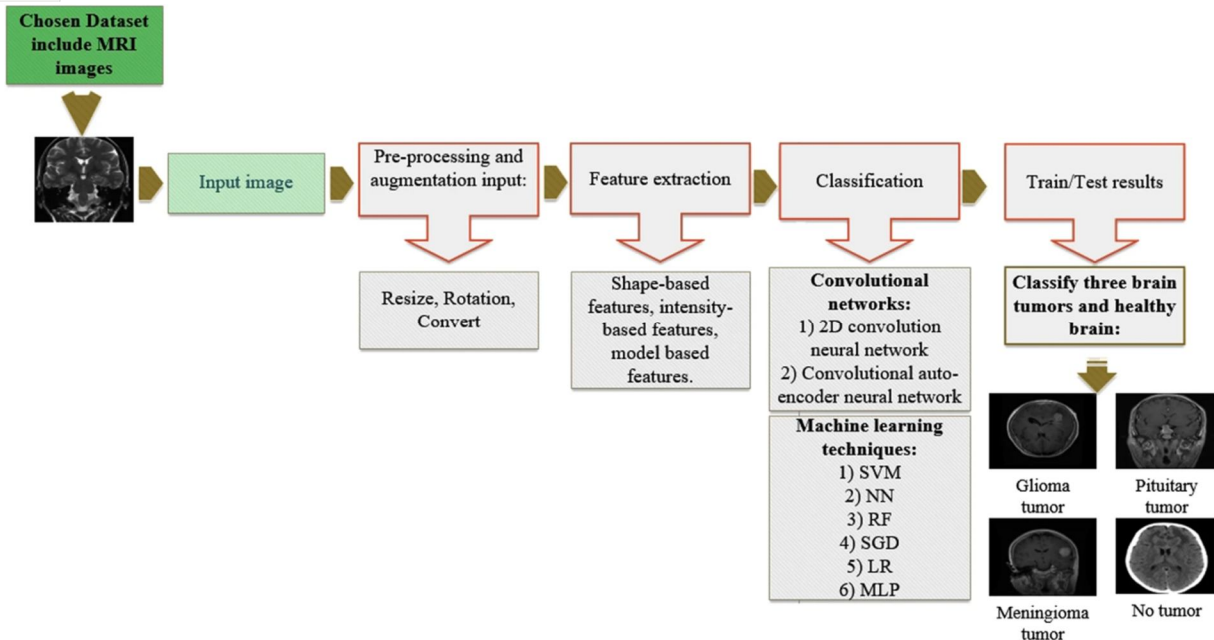 Chosen Dataset
include MRI
images
Input image
Pre-processing and
augmentation input:
Feature extraction
Classification
Train/Test results
Resize, Rotation,
Convert
Shape-based
features, intensity-
based features,
model based
features.
Convolutional
networks:
1) 2D convolution
neural network
2) Convolutional auto-
encoder neural network
Machine learning
techniques:
1) SVM
2) NN
3) RF
4) SGD
5) LR
6) MLP
Classify three brain
tumors and healthy
brain:
Glioma
tumor
Pituitary
tumor
Meningioma
tumor
No tumor